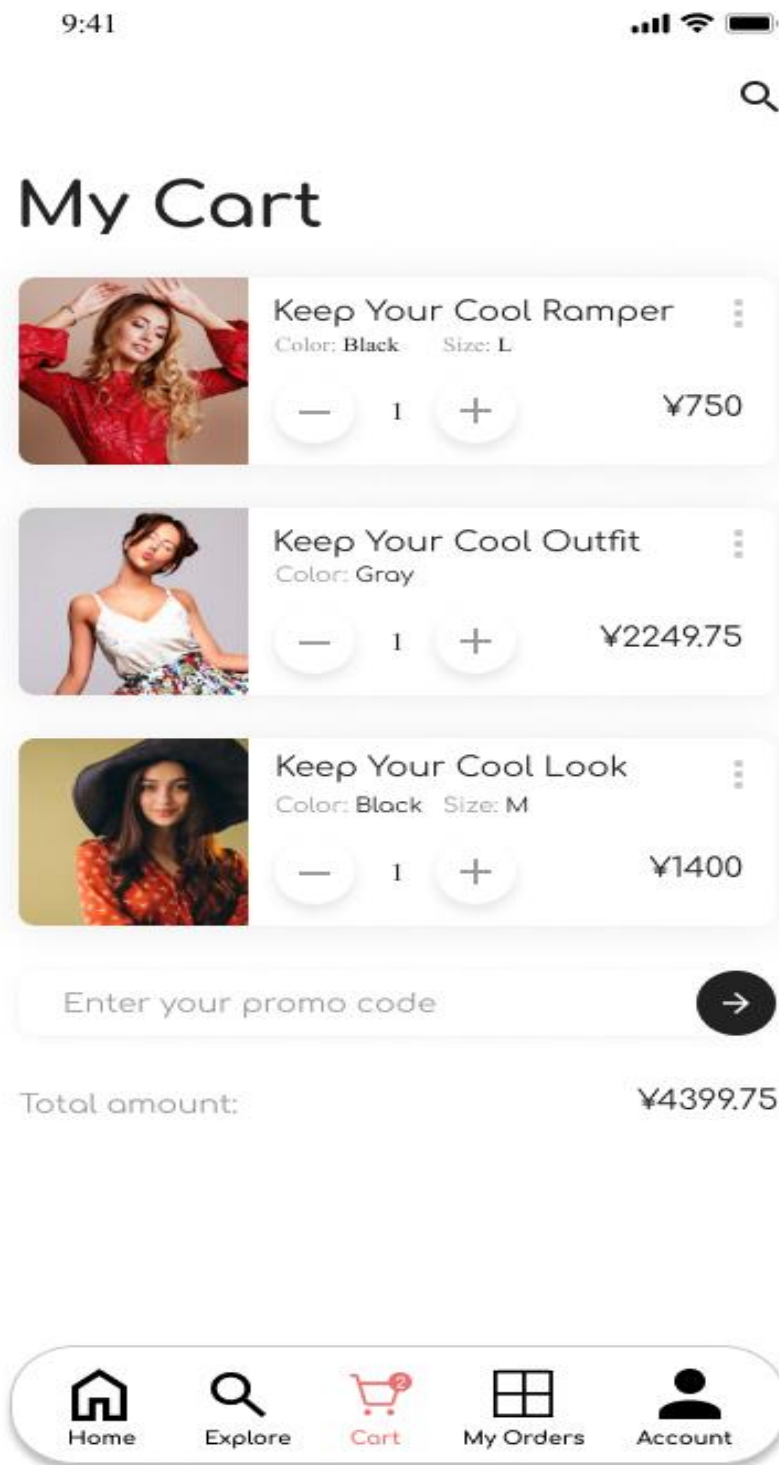 9:41
My Cart
Keep Your Cool Ramper
Color: Black Size: L
1
¥750
Keep Your Cool Outfit
Color: Gray
1
¥2249.75
Keep Your Cool Look
Color: Black Size: M
1
¥1400
Enter your promo code
Total amount:
¥4399.75
2
Home Explore Cart My Orders Account